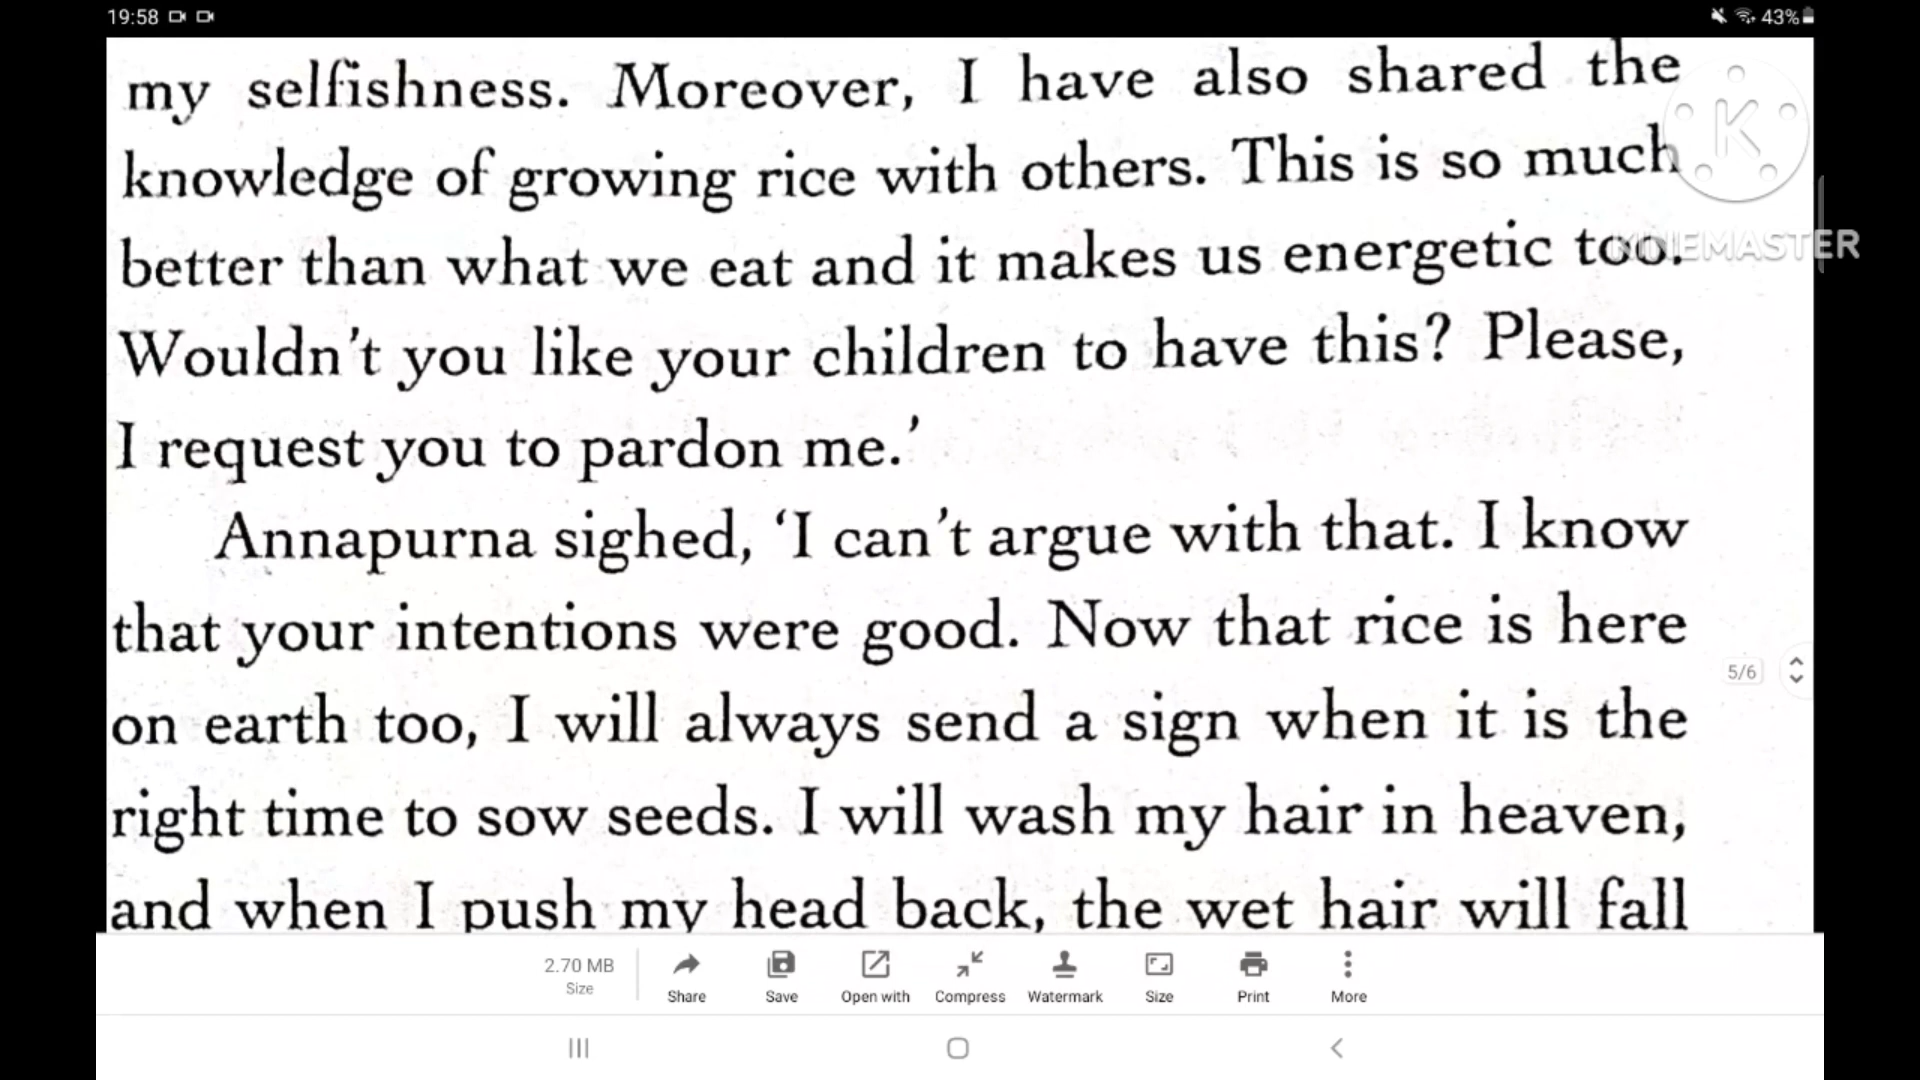 19:58
43%
my selfishness. Moreover, I have also shared the
knowledge of growing rice with others. This is so much
better than what we eat and it makes us energetic too.
Wouldn't you like your children to have this? Please,
I request you to pardon me.'
Annapurna sighed, 'I can't argue with that. I know
that your intentions were good. Now that rice is here
on earth too, I will always send a sign when it is the
right time to sow seeds. I will wash my hair in heaven,
and when I push my head back, the wet hair will fall
K
KINEMASTER
5/6
2.70 MB
Size
Share
Save
Open with
Compress
Watermark
Size
Print
More